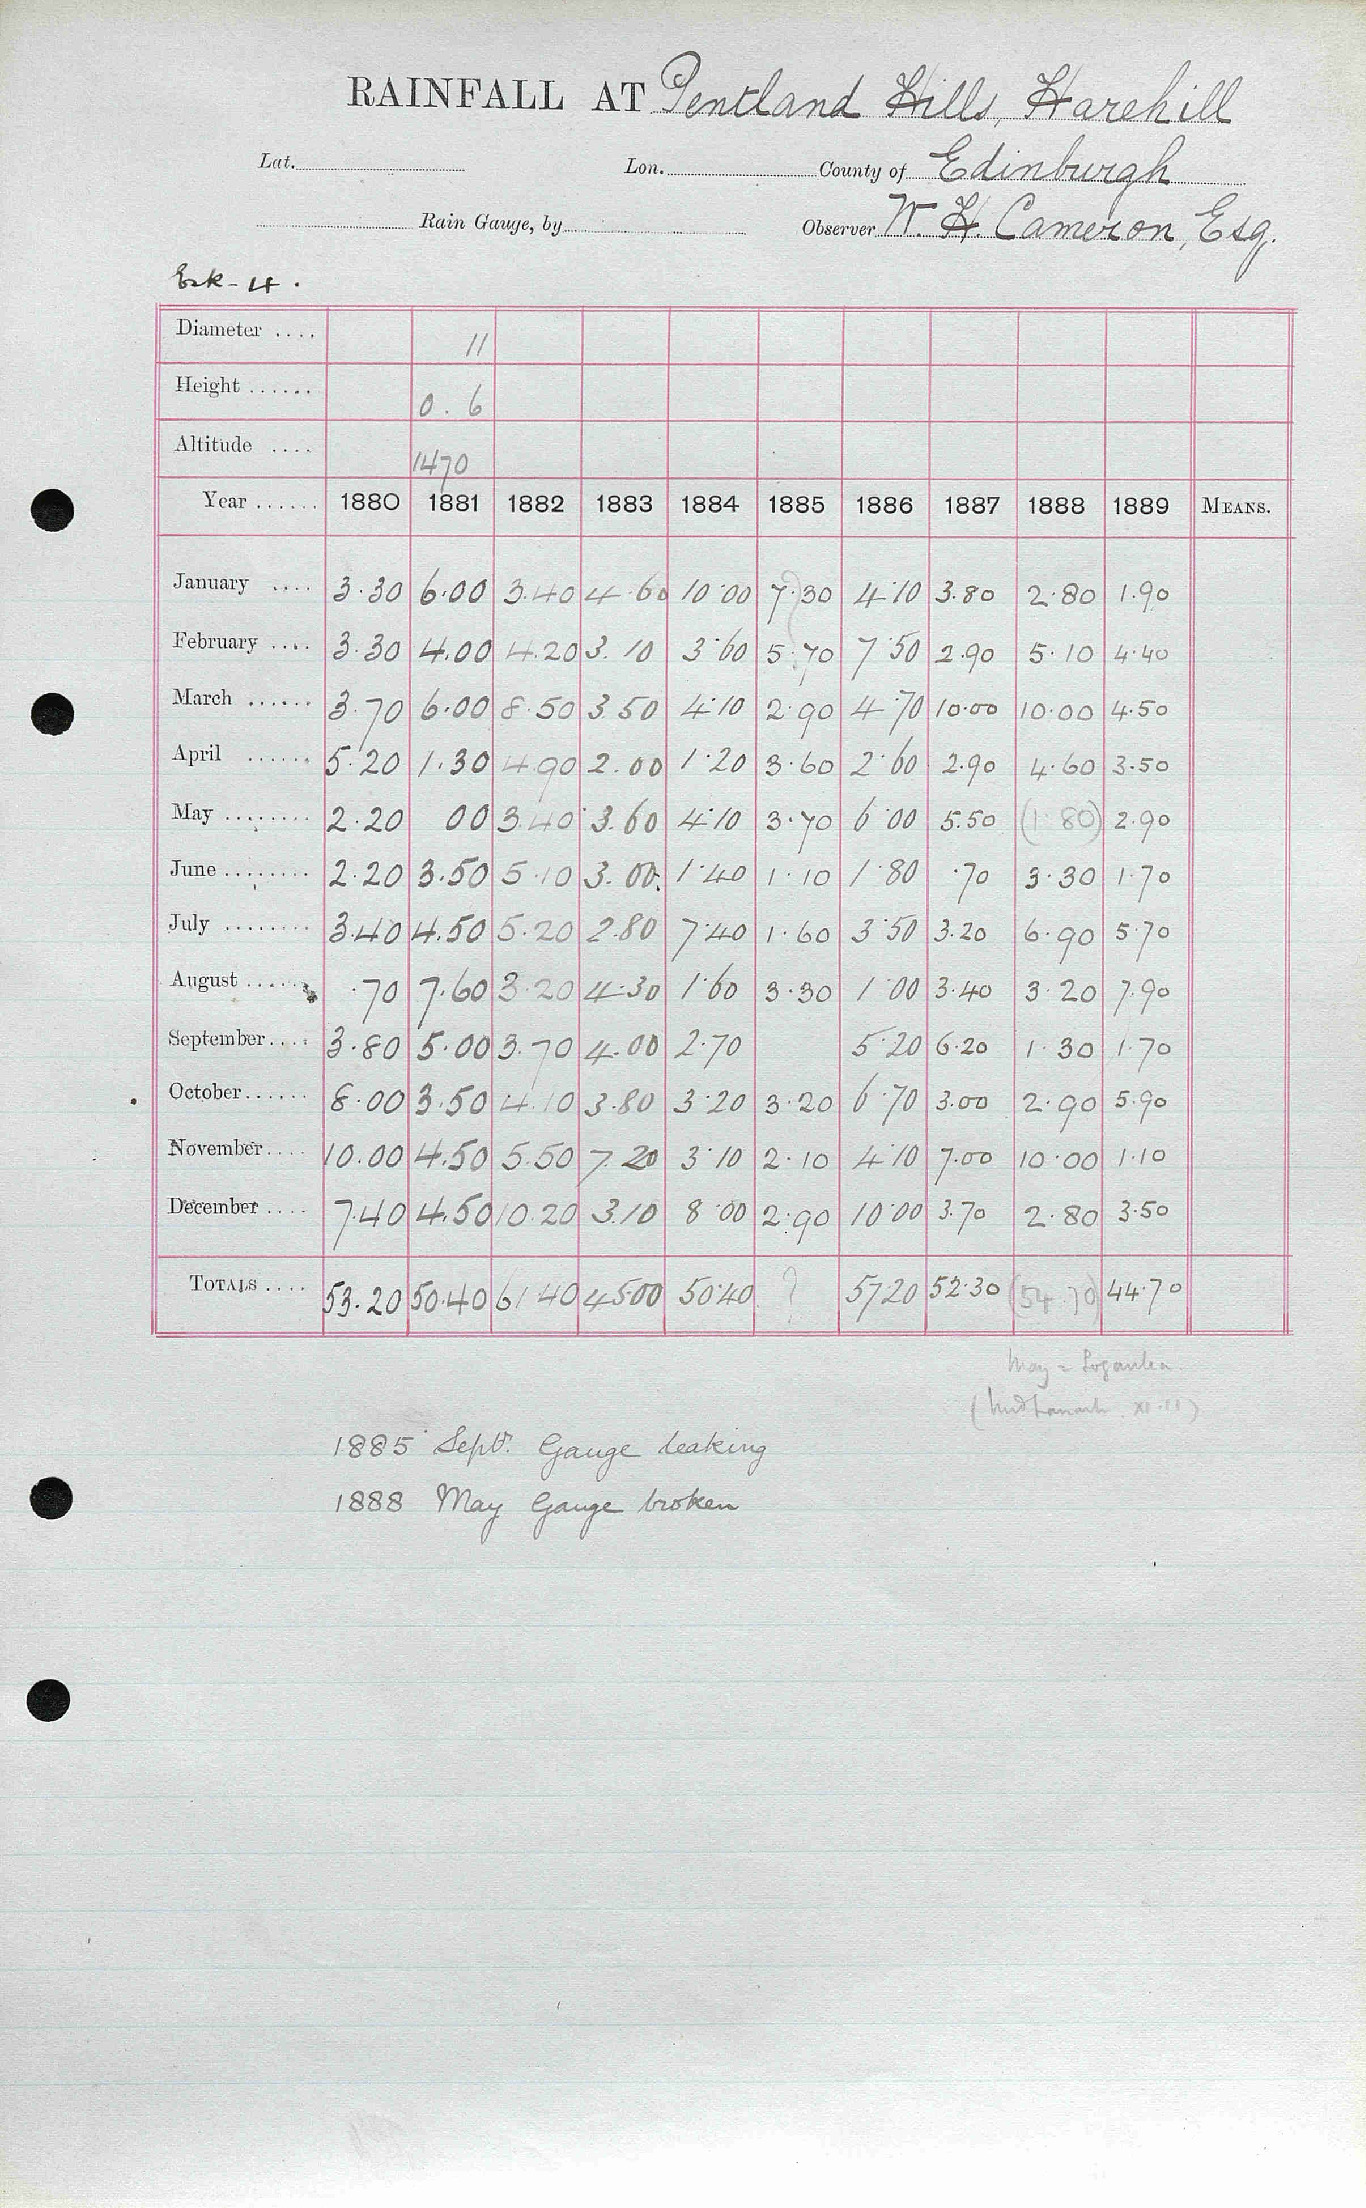 RAINFALL AT Pentland Hills, Harehill
Lat. Lon. County of Edinburgh
Rain Gauge, by Observer W. H. Cameron, Esq.
Esk - 4.
Diameter .... 11
Height ...... 0. 6
Altitude .... 1470
Year ...... 1880 1881 1882 1883 1884 1885 1886 1887 1888 1889 MEANS.
January .... 3.30 6.00 3.40 4.60 10.00 7.30 4.10 3.80 2.80 1.90
February .... 3.30 4.00 4.20 3.10 3.60 5.70 7.50 2.90 5.10 4.40
March ...... 3.70 6.00 8.50 3.50 4.10 2.90 4.70 10.00 10.00 4.50
April ...... 5.20 1.30 4.90 2.00 1.20 3.60 2.60 2.90 4.60 3.50
May ........ 2.20 00 3.40 3.60 4.10 3.70 6.00 5.50 (1.80) 2.90
June ........ 2.20 3.50 5.10 3.00 1.40 1.10 1.80 .70 3.30 1.70
July ........ 3.40 4.50 5.20 2.80 7.40 1.60 3.50 3.20 6.90 5.70
August ...... .70 7.60 3.20 4.30 1.60 3.30 1.00 3.40 3.20 7.90
September.... 3.80 5.00 3.70 4.00 2.70 5.20 6.20 1.30 1.70
October...... 8.00 3.50 4.10 3.80 3.20 3.20 6.70 3.00 2.90 5.90
November.... 10.00 4.50 5.50 7.20 3.10 2.10 4.10 7.00 10.00 1.10
December .... 7.40 4.50 10.20 3.10 8.00 2.90 10.00 3.70 2.80 3.50
TOTALS .... 53.20 50.40 61.40 45.00 50.40 ? 57.20 52.30 (54.70) 44.70
May = Loganlea
1885 Sept. Gauge leaking
1888 May Gauge broken